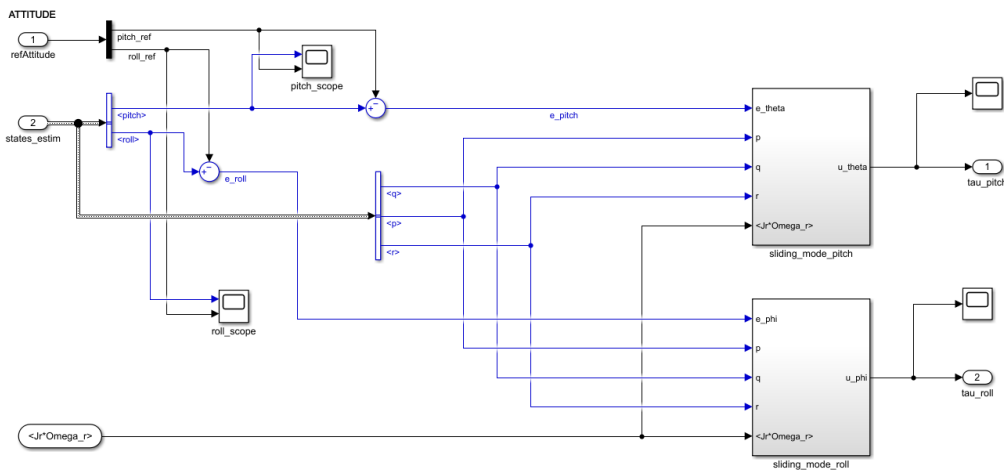 ATTITUDE
1
refAttitude
pitch_ref
roll_ref
pitch_scope
2
states_estim
<pitch>
<roll>
+
−
e_pitch
+
−
e_roll
<q>
<p>
<r>
roll_scope
e_theta
p
q
r
<Jr*Omega_r>
u_theta
sliding_mode_pitch
1
tau_pitch
e_phi
p
q
r
<Jr*Omega_r>
u_phi
sliding_mode_roll
2
tau_roll
<Jr*Omega_r>